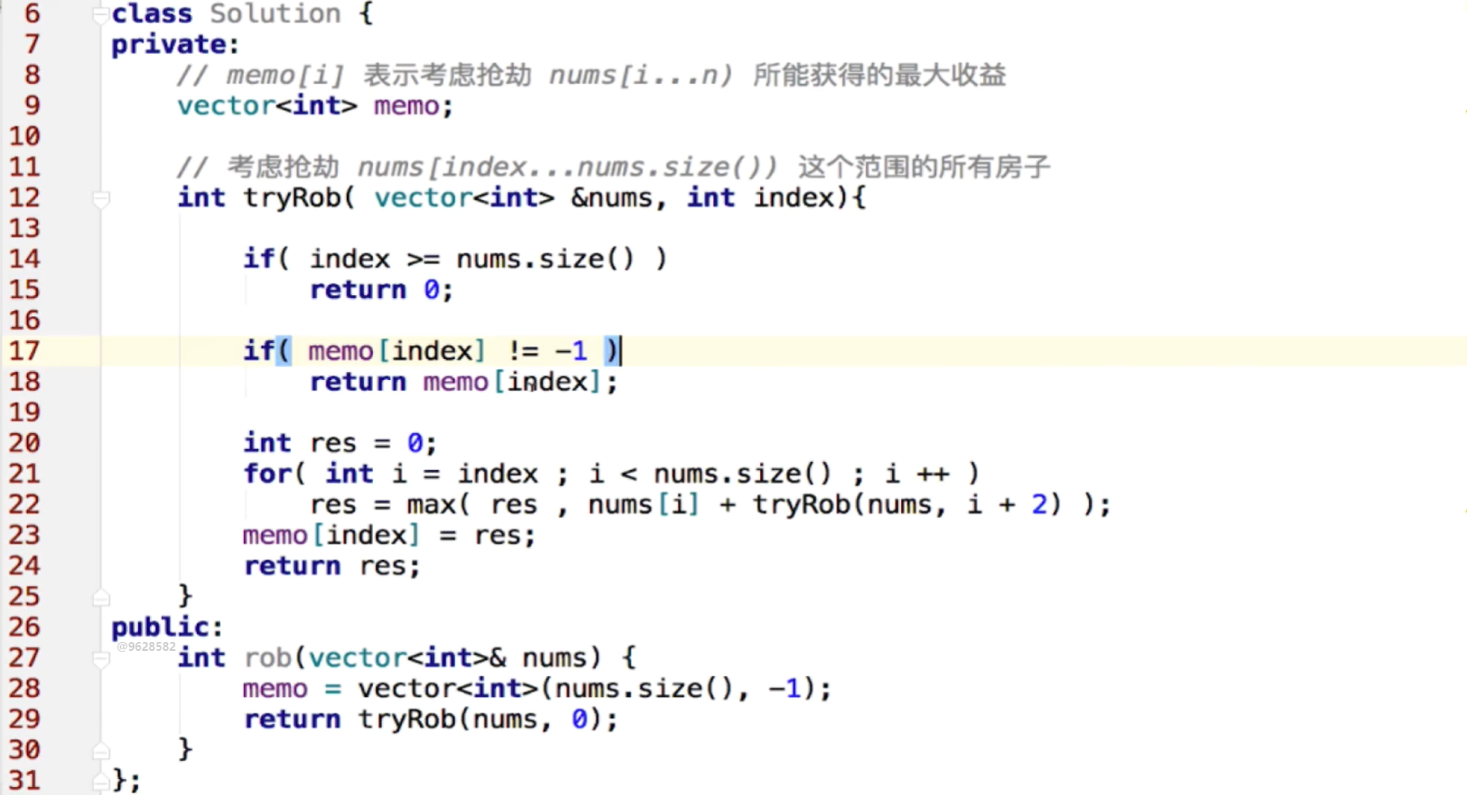 6 class Solution {
7 private:
8 // memo[i] 表示考虑抢劫 nums[i...n) 所能获得的最大收益
9 vector<int> memo;
10
11 // 考虑抢劫 nums[index...nums.size()) 这个范围的所有房子
12 int tryRob( vector<int> &nums, int index){
13
14 if( index >= nums.size() )
15 return 0;
16
17 if( memo[index] != -1 )
18 return memo[index];
19
20 int res = 0;
21 for( int i = index ; i < nums.size() ; i ++ )
22 res = max( res , nums[i] + tryRob(nums, i + 2) );
23 memo[index] = res;
24 return res;
25 }
26 public:
@9628582
27 int rob(vector<int>& nums) {
28 memo = vector<int>(nums.size(), -1);
29 return tryRob(nums, 0);
30 }
31 };